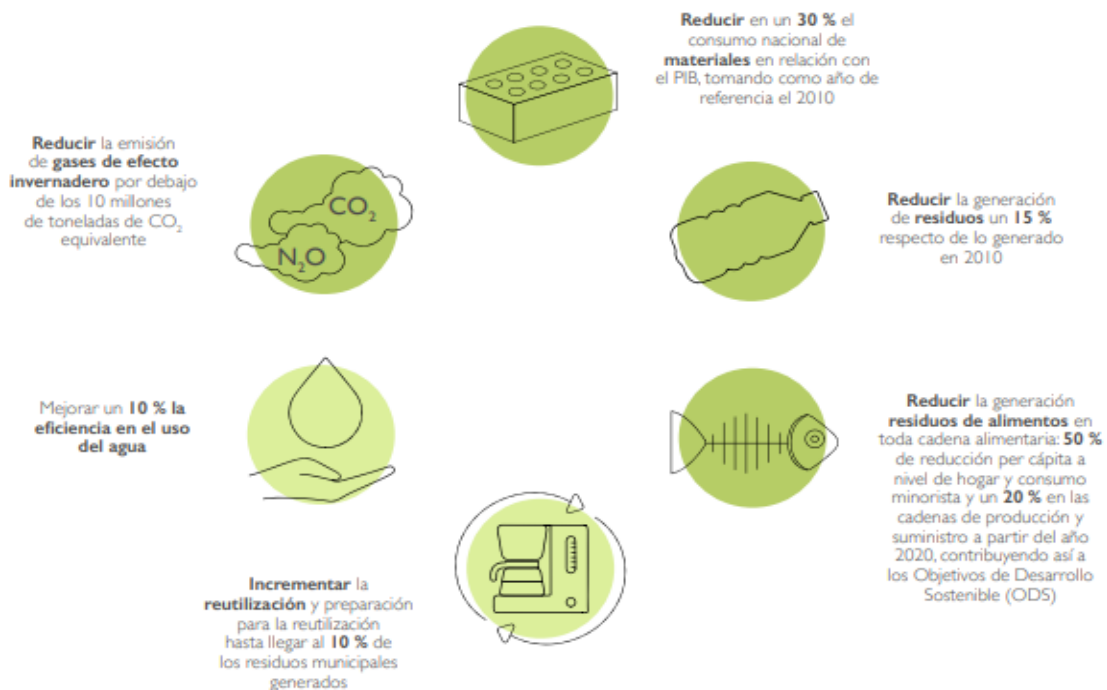 Reducir en un 30 % el
consumo nacional de
materiales en relación con
el PIB, tomando como año de
referencia el 2010
Reducir la emisión
de gases de efecto
invernadero por debajo
de los 10 millones
de toneladas de CO₂
equivalente
CO₂
N₂O
Reducir la generación
de residuos un 15 %
respecto de lo generado
en 2010
Mejorar un 10 % la
eficiencia en el uso
del agua
Reducir la generación
residuos de alimentos en
toda cadena alimentaria: 50 %
de reducción per cápita a
nivel de hogar y consumo
minorista y un 20 % en las
cadenas de producción y
suministro a partir del año
2020, contribuyendo así a
los Objetivos de Desarrollo
Sostenible (ODS)
Incrementar la
reutilización y preparación
para la reutilización
hasta llegar al 10 % de
los residuos municipales
generados